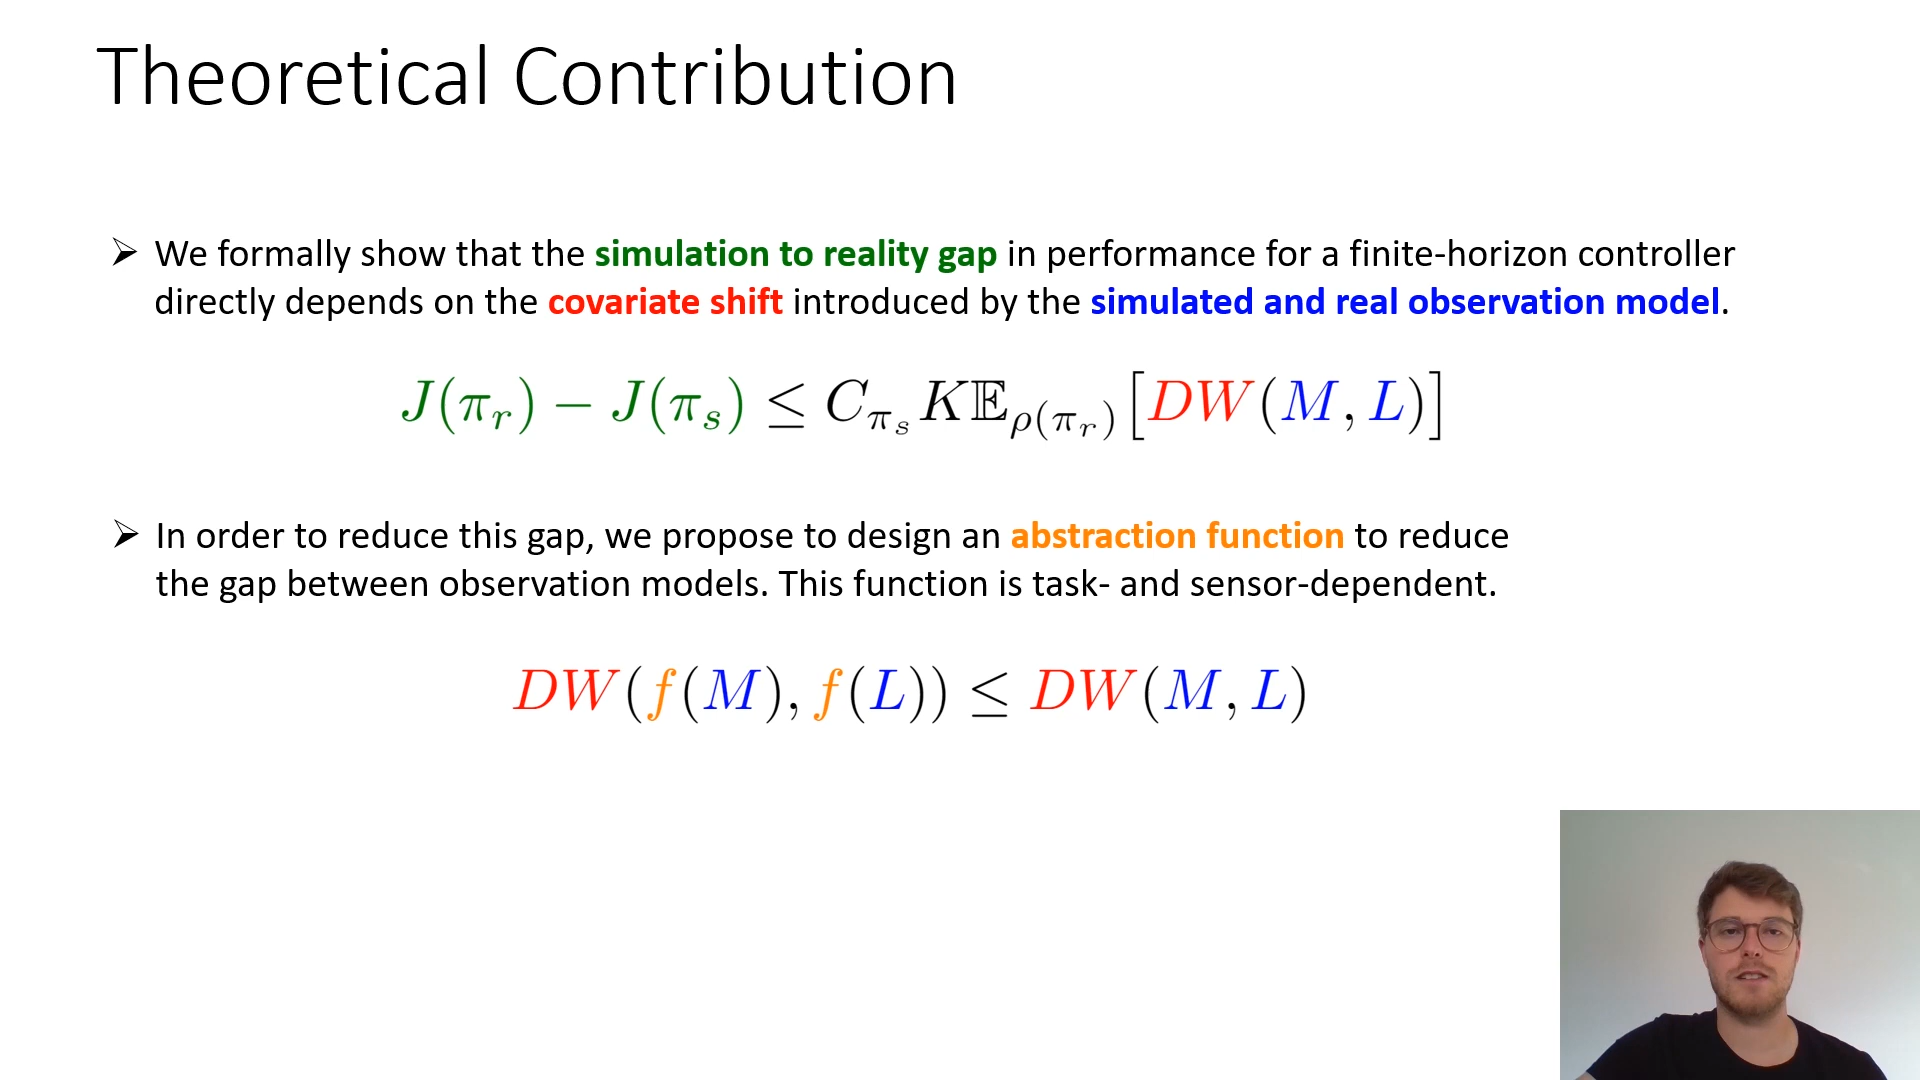 Theoretical Contribution
➢ We formally show that the simulation to reality gap in performance for a finite-horizon controller
directly depends on the covariate shift introduced by the simulated and real observation model.
J(π_r) − J(π_s) ≤ C_{π_s} K𝔼_{ρ(π_r)} [DW(M, L)]
➢ In order to reduce this gap, we propose to design an abstraction function to reduce
the gap between observation models. This function is task- and sensor-dependent.
DW(f(M), f(L)) ≤ DW(M, L)